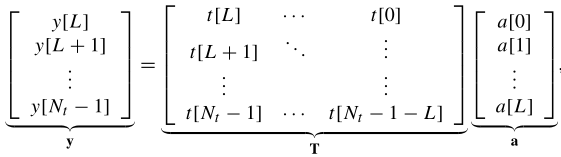 y[L] t[L] ⋯ t[0] a[0]
y[L + 1] t[L + 1] ⋱ ⋮ a[1]
⋮ = ⋮ ⋮ ⋮ ,
y[N_t − 1] t[N_t − 1] ⋯ t[N_t − 1 − L] a[L]
y T a